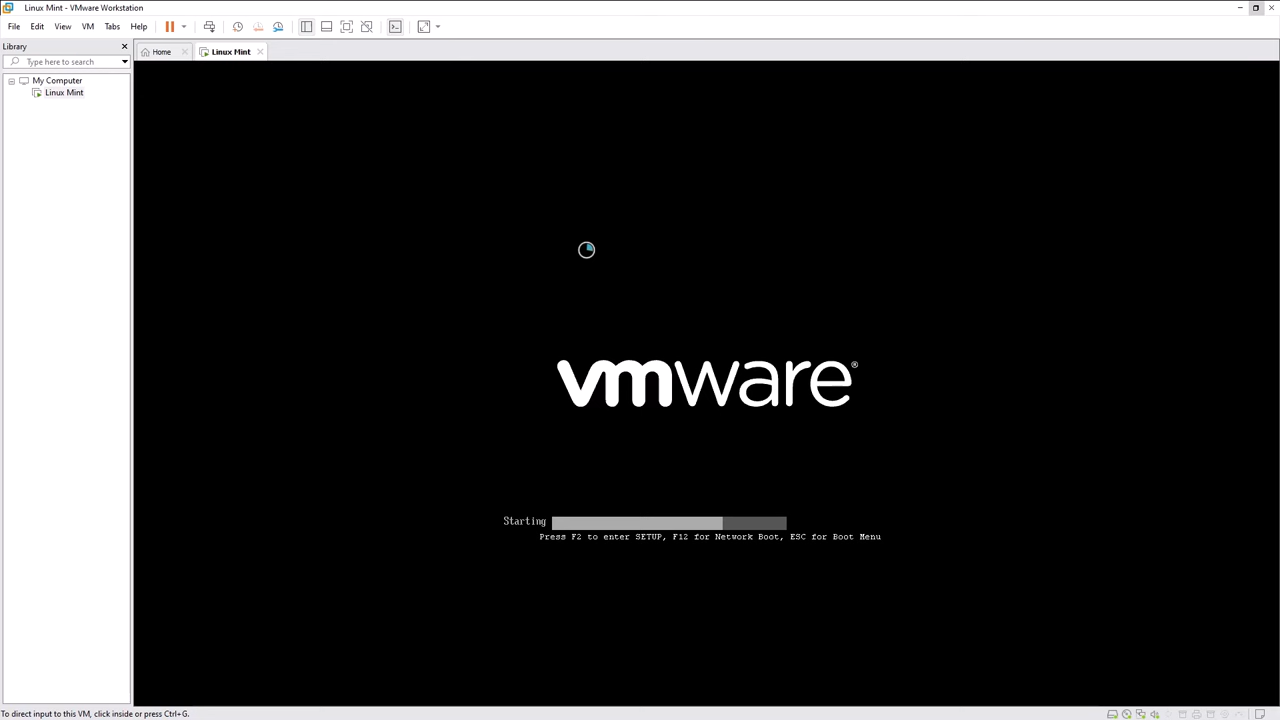 Linux Mint - VMware Workstation
File Edit View VM Tabs Help
Library
Type here to search
My Computer
Linux Mint
Home
Linux Mint
vmware®
Starting
Press F2 to enter SETUP, F12 for Network Boot, ESC for Boot Menu
To direct input to this VM, click inside or press Ctrl+G.